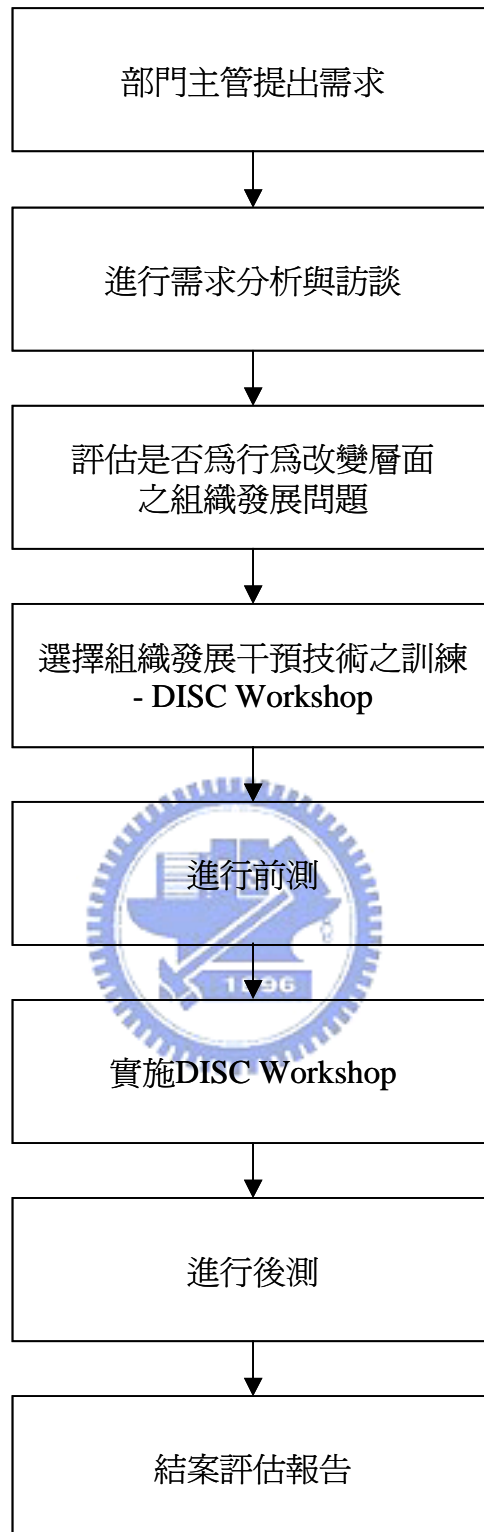 部門主管提出需求
進行需求分析與訪談
評估是否為行為改變層面
之組織發展問題
選擇組織發展干預技術之訓練
- DISC Workshop
進行前測
1896
實施DISC Workshop
進行後測
結案評估報告